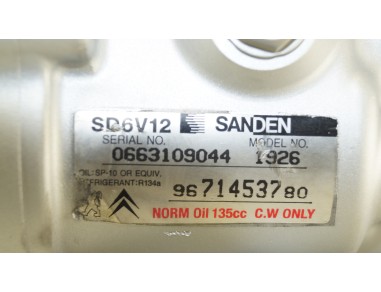 SD6V12 SANDEN
SERIAL NO. MODEL NO.
0663109044 1926
OIL: SP-10 OR EQUIV.
REFRIGERANT: R134a
9671453780
NORM Oil 135cc C.W ONLY